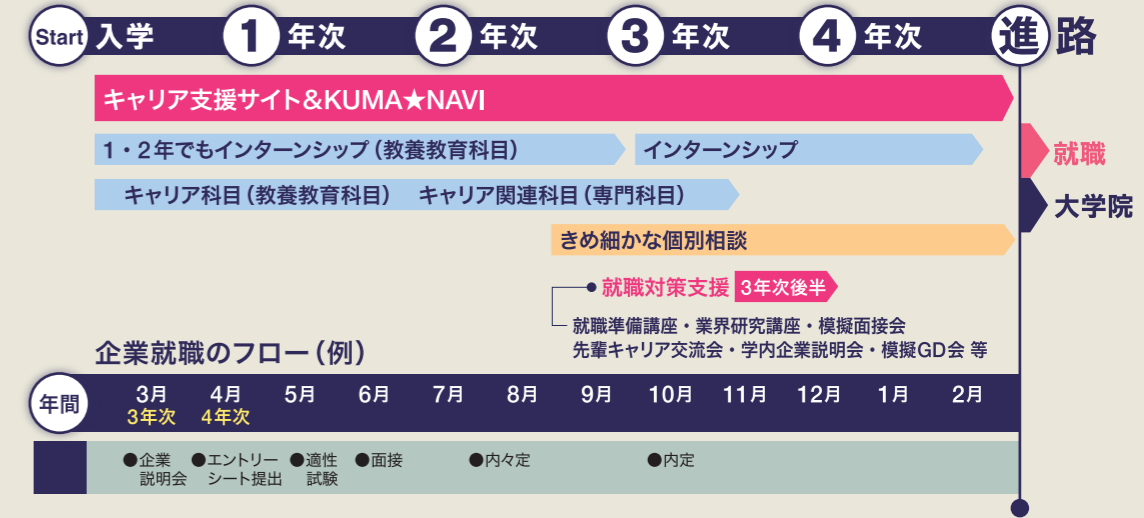 Start 入学 1 年次 2 年次 3 年次 4 年次 進路
キャリア支援サイト&KUMA★NAVI
1・2年でもインターンシップ（教養教育科目） インターンシップ
就職
キャリア科目（教養教育科目） キャリア関連科目（専門科目）
大学院
きめ細かな個別相談
就職対策支援 3年次後半
就職準備講座・業界研究講座・模擬面接会
先輩キャリア交流会・学内企業説明会・模擬GD会 等
企業就職のフロー（例）
年間 3月 4月 5月 6月 7月 8月 9月 10月 11月 12月 1月 2月
3年次 4年次
●企業 ●エントリー ●適性 ●面接 ●内々定 ●内定
説明会 シート提出 試験